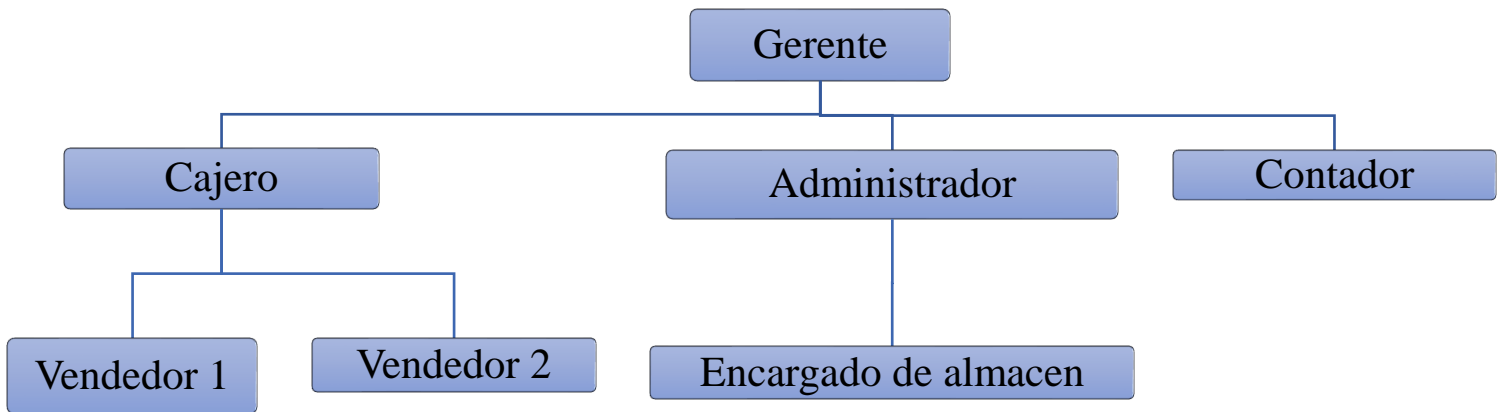 Gerente
Cajero
Administrador
Contador
Vendedor 1
Vendedor 2
Encargado de almacen